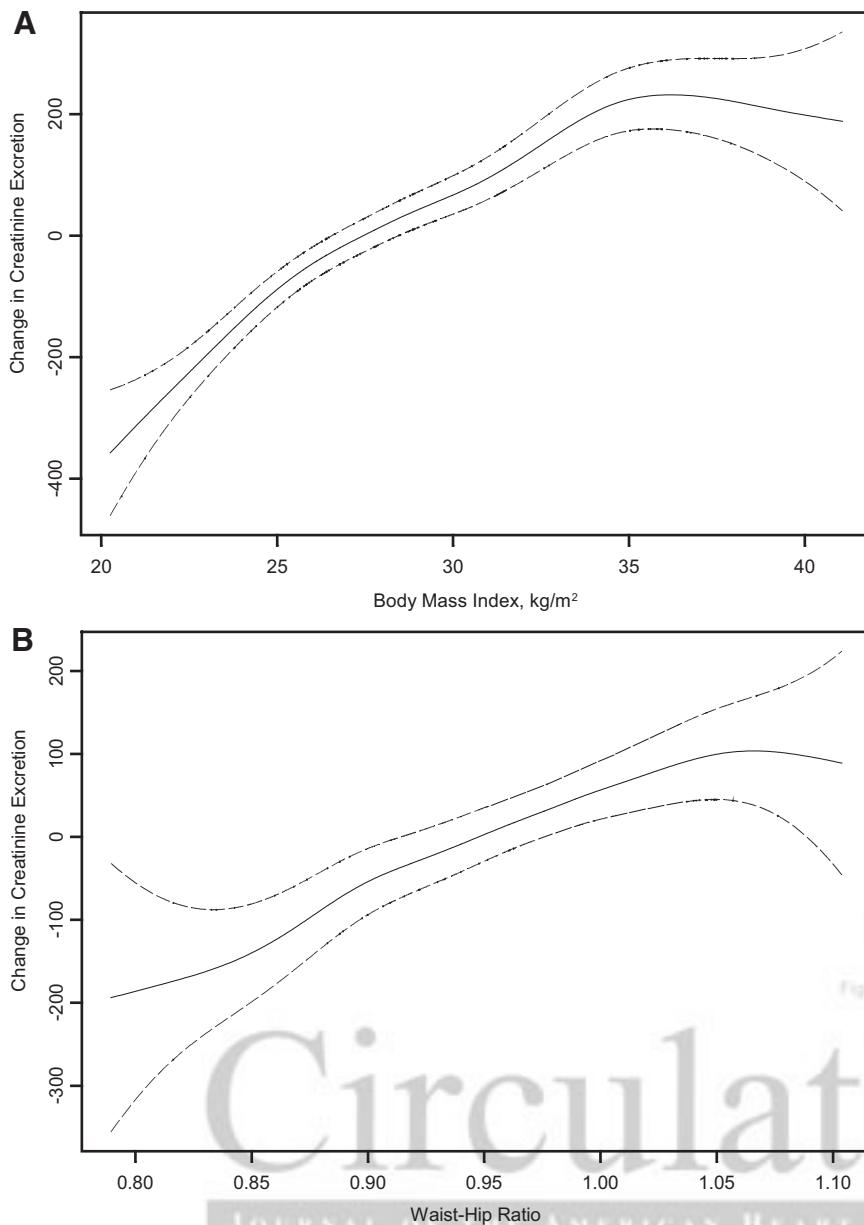 A
Change in Creatinine Excretion
200
0
-200
-400
20 25 30 35 40
Body Mass Index, kg/m²
B
Change in Creatinine Excretion
200
100
0
-100
-200
-300
0.80 0.85 0.90 0.95 1.00 1.05 1.10
Waist-Hip Ratio
Circulat